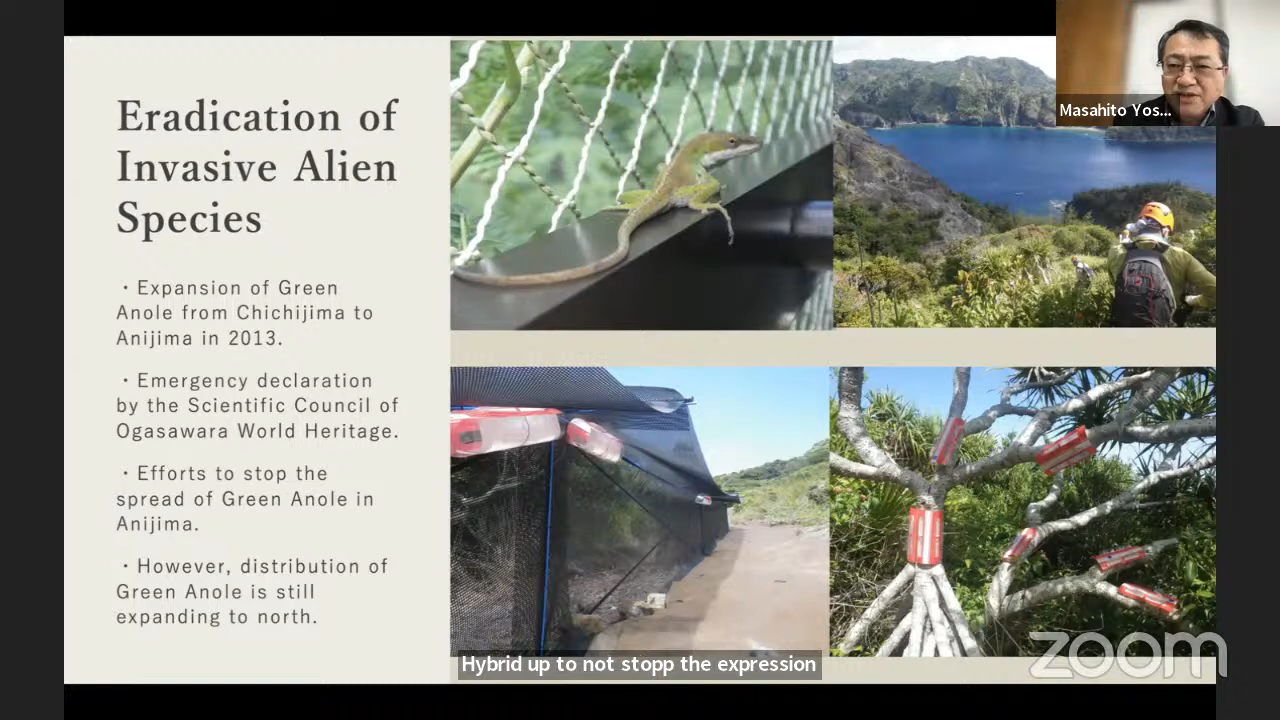 Masahito Yos...
Eradication of
Invasive Alien
Species
・Expansion of Green
Anole from Chichijima to
Anijima in 2013.
・Emergency declaration
by the Scientific Council of
Ogasawara World Heritage.
・Efforts to stop the
spread of Green Anole in
Anijima.
・However, distribution of
Green Anole is still
expanding to north.
Hybrid up to not stopp the expression
zoom